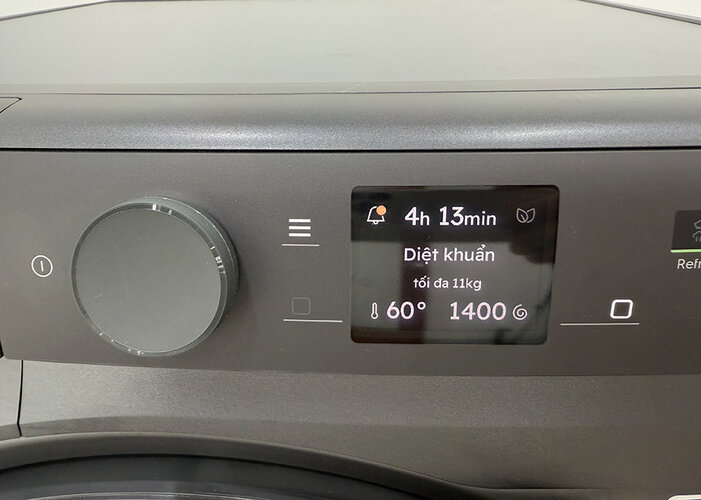 4h 13min
Diệt khuẩn
tối đa 11kg
60° 1400